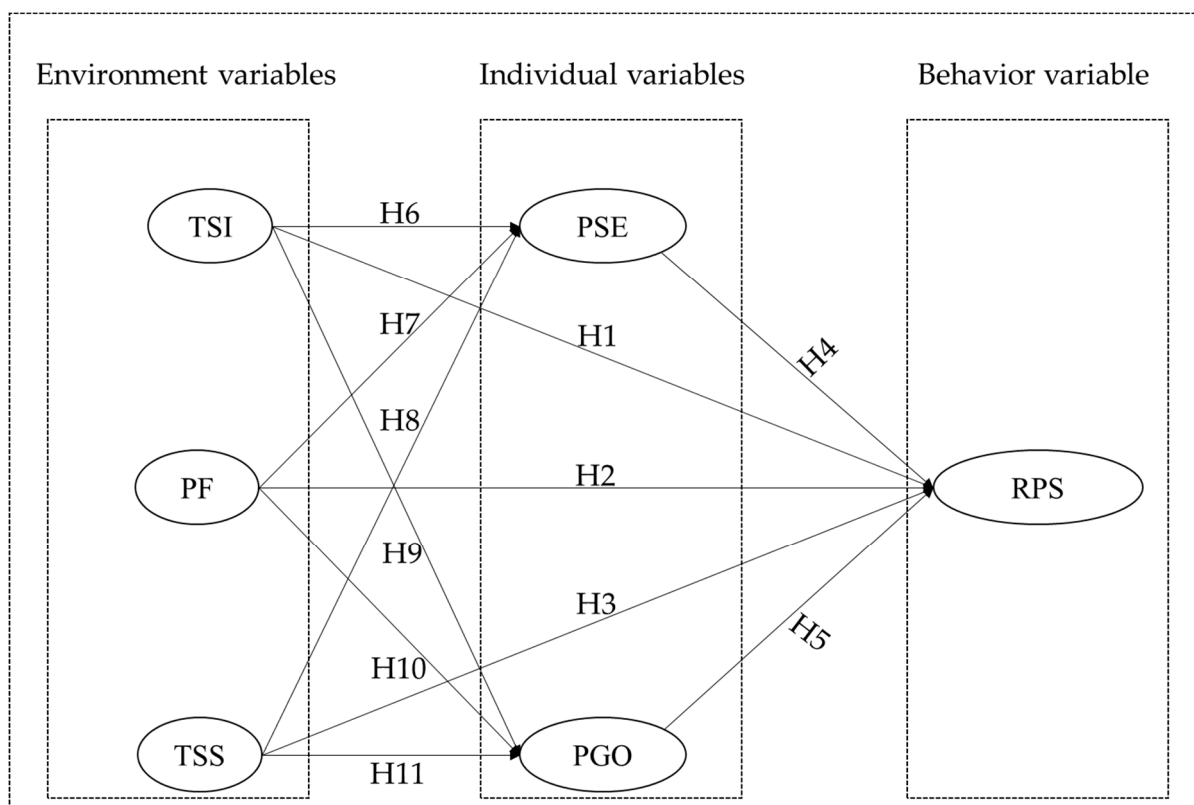 Environment variables
Individual variables
Behavior variable
TSI
H6
PSE
H7
H1
H4
H8
PF
H2
RPS
H9
H3
H5
H10
TSS
H11
PGO